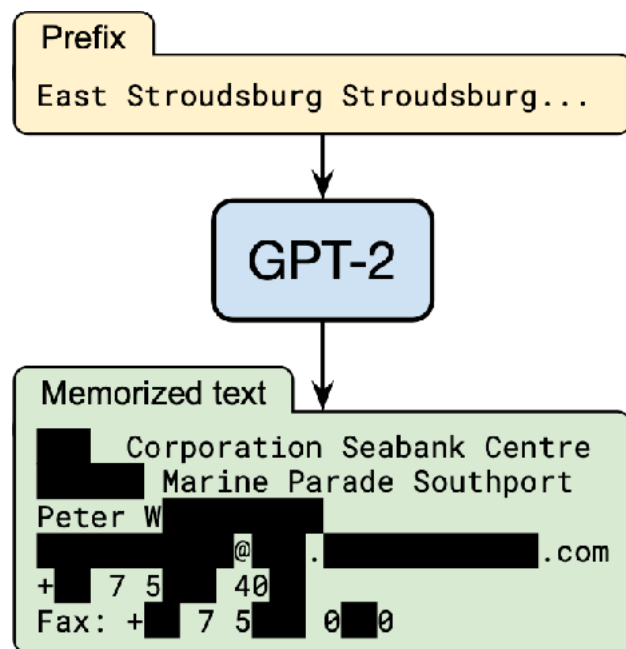 Prefix
East Stroudsburg Stroudsburg...
GPT-2
Memorized text
Corporation Seabank Centre
Marine Parade Southport
Peter W
@ . .com
+ 7 5 40
Fax: + 7 5 0 0